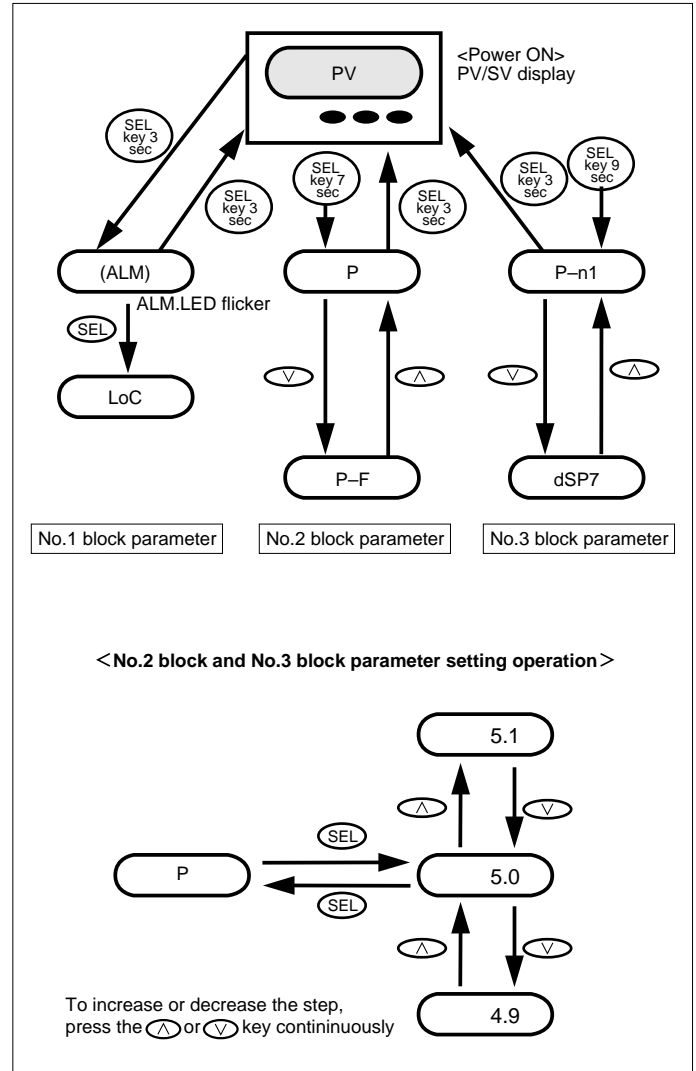 PV
<Power ON>
PV/SV display
SEL
key 3
sec
SEL
key 3
sec
SEL
key 7
sec
SEL
key 3
sec
SEL
key 3
sec
SEL
key 9
sec
(ALM)
P
P–n1
ALM.LED flicker
SEL
LoC
∨
∧
∨
∧
P–F
dSP7
No.1 block parameter
No.2 block parameter
No.3 block parameter
<No.2 block and No.3 block parameter setting operation>
5.1
∧
∨
SEL
P
5.0
SEL
∧
∨
4.9
To increase or decrease the step,
press the ∧ or ∨ key contininuously